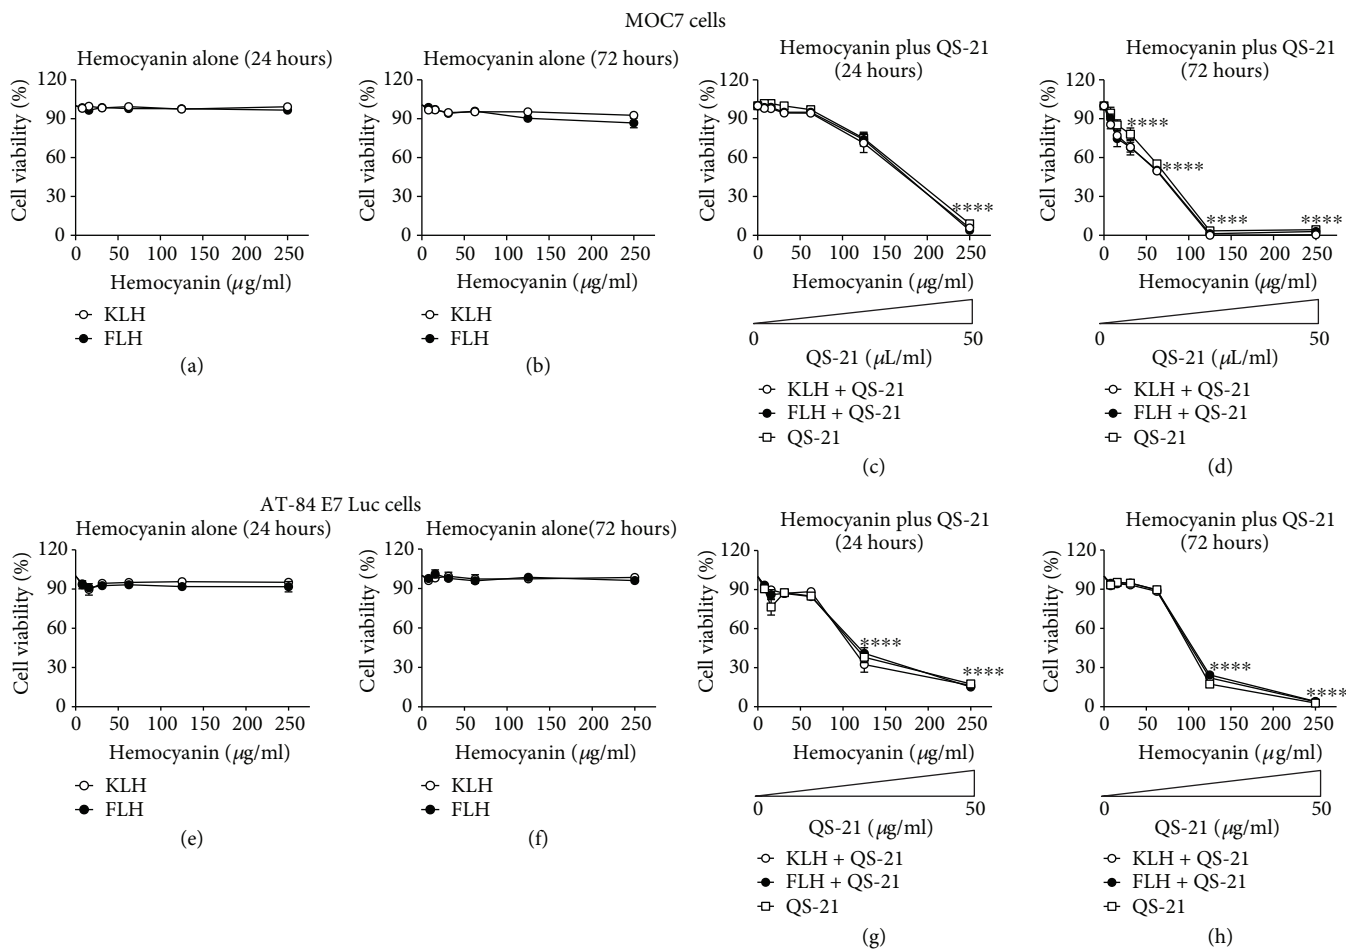 MOC7 cells
Hemocyanin alone (24 hours)
120
90
60
30
0
Cell viability (%)
0 50 100 150 200 250
Hemocyanin (μg/ml)
KLH
FLH
(a)
Hemocyanin alone (72 hours)
120
90
60
30
0
Cell viability (%)
0 50 100 150 200 250
Hemocyanin (μg/ml)
KLH
FLH
(b)
Hemocyanin plus QS-21
(24 hours)
120
90
60
30
0
Cell viability (%)
****
0 50 100 150 200 250
Hemocyanin (μg/ml)
0 50
QS-21 (μL/ml)
KLH + QS-21
FLH + QS-21
QS-21
(c)
Hemocyanin plus QS-21
(72 hours)
120
90
60
30
0
Cell viability (%)
****
****
**** ****
0 50 100 150 200 250
Hemocyanin (μg/ml)
0 50
QS-21 (μL/ml)
KLH + QS-21
FLH + QS-21
QS-21
(d)
AT-84 E7 Luc cells
Hemocyanin alone (24 hours)
120
90
60
30
0
Cell viability (%)
0 50 100 150 200 250
Hemocyanin (μg/ml)
KLH
FLH
(e)
Hemocyanin alone(72 hours)
120
90
60
30
0
Cell viability (%)
0 50 100 150 200 250
Hemocyanin (μg/ml)
KLH
FLH
(f)
Hemocyanin plus QS-21
(24 hours)
120
90
60
30
0
Cell viability (%)
****
****
0 50 100 150 200 250
Hemocyanin (μg/ml)
0 50
QS-21 (μg/ml)
KLH + QS-21
FLH + QS-21
QS-21
(g)
Hemocyanin plus QS-21
(72 hours)
120
90
60
30
0
Cell viability (%)
****
****
0 50 100 150 200 250
Hemocyanin (μg/ml)
0 50
QS-21 (μg/ml)
KLH + QS-21
FLH + QS-21
QS-21
(h)